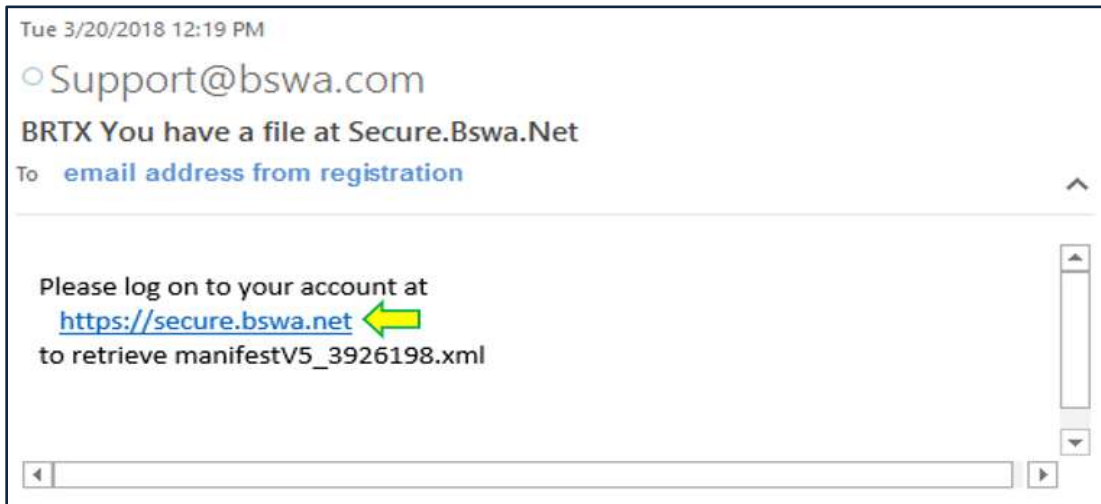 Tue 3/20/2018 12:19 PM
Support@bswa.com
BRTX You have a file at Secure.Bswa.Net
To email address from registration
Please log on to your account at
https://secure.bswa.net
to retrieve manifestV5_3926198.xml